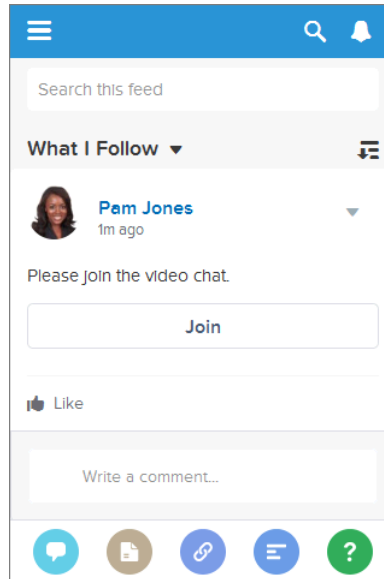 Search this feed
What I Follow
Pam Jones
1m ago
Please join the video chat.
Join
Like
Write a comment...
?